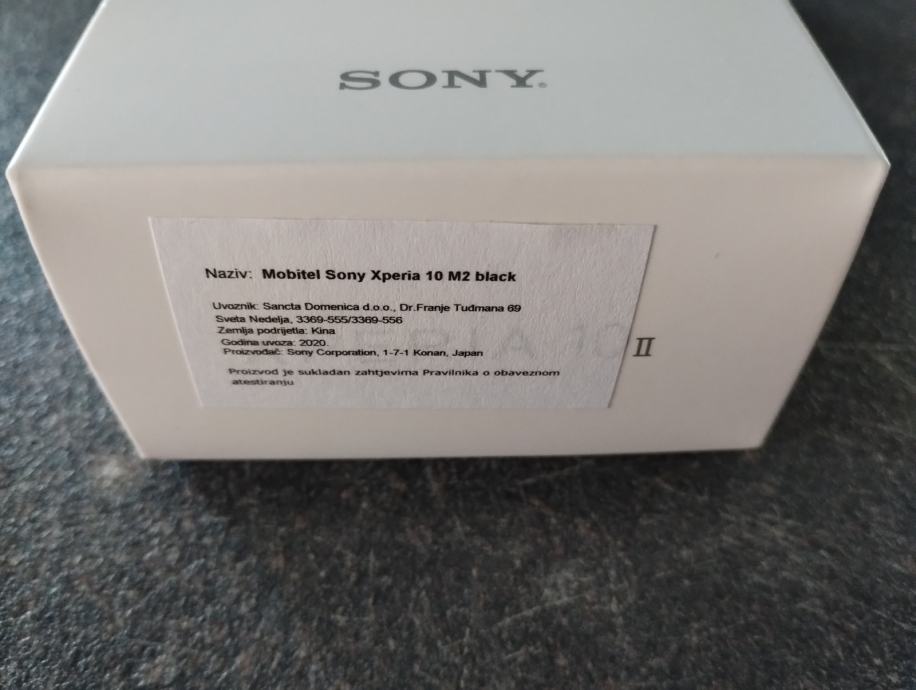 SONY
Naziv: Mobitel Sony Xperia 10 M2 black
Uvoznik: Sancta Domenica d.o.o., Dr.Franje Tuđmana 69
Sveta Nedelja, 3369-555/3369-556
Zemlja podrijetla: Kina
Godina uvoza: 2020.
Proizvođač: Sony Corporation, 1-7-1 Konan, Japan
Proizvod je sukladan zahtjevima Pravilnika o obaveznom
atestiranju
XPERIA 10 II